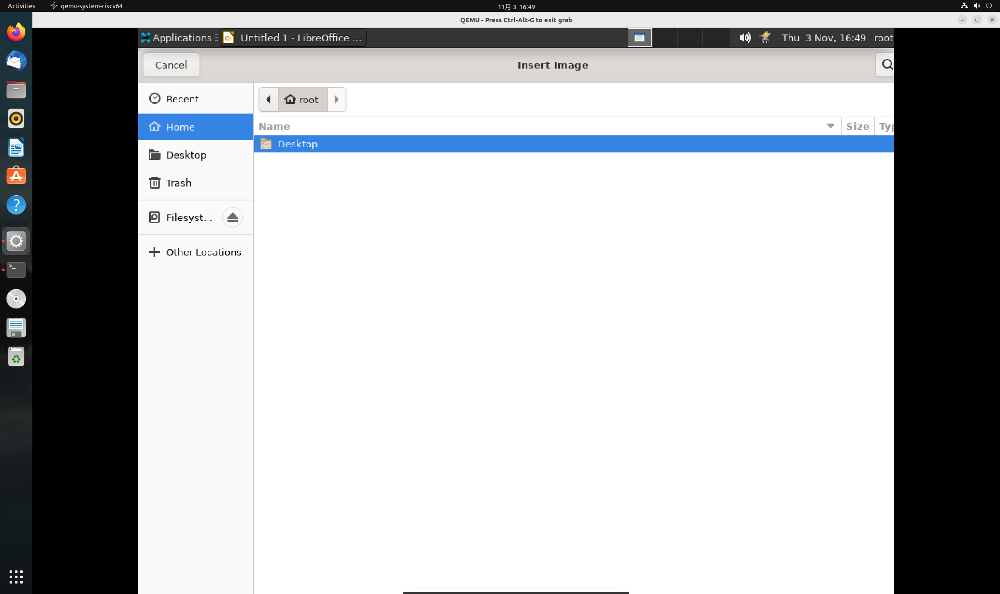 Activities qemu-system-riscv64 11月 3 16:49
QEMU - Press Ctrl-Alt-G to exit grab
Applications Untitled 1 - LibreOffice ... Thu 3 Nov, 16:49 root
Cancel Insert Image
Recent
root
Home
Name Size Typ
Desktop
Desktop
Trash
Filesyst...
Other Locations